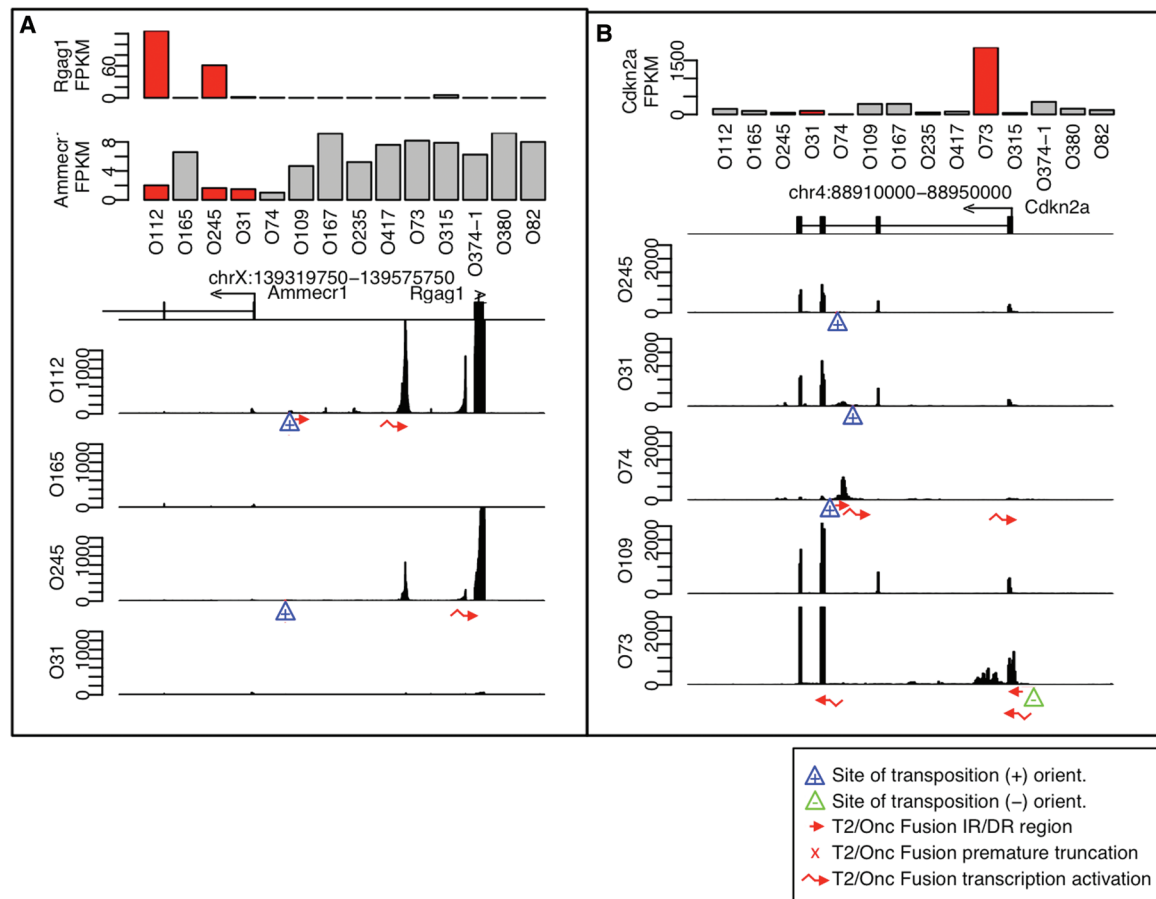 A
Rgag1
FPKM
0 60
Ammecr
FPKM
0 4 8
O112 O165 O245 O31 O74 O109 O167 O235 O417 O73 O315 O374−1 O380 O82
chrX:139319750−139575750
Ammecr1 Rgag1
O112
0 1000
O165
0 1000
O245
0 1000
O31
0 1000
B
Cdkn2a
FPKM
0 1500
O112 O165 O245 O31 O74 O109 O167 O235 O417 O73 O315 O374−1 O380 O82
chr4:88910000−88950000
Cdkn2a
O245
0 2000
O31
0 2000
O74
0 2000
O109
0 2000
O73
0 2000
Site of transposition (+) orient.
Site of transposition (−) orient.
T2/Onc Fusion IR/DR region
x T2/Onc Fusion premature truncation
T2/Onc Fusion transcription activation